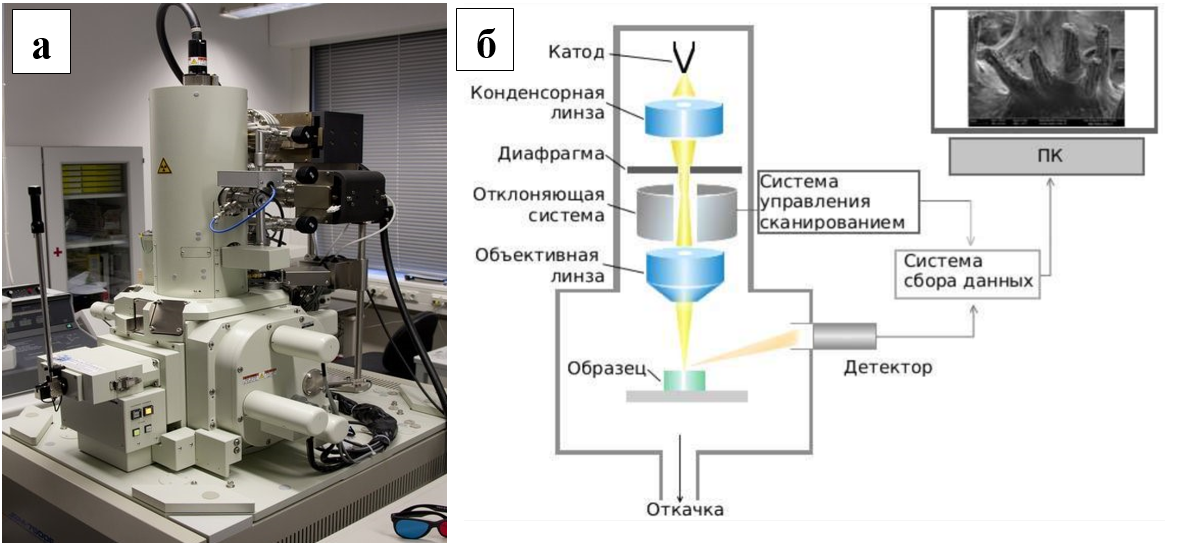 а
б
Катод
Конденсорная
линза
Диафрагма
Отклоняющая
система
Система
управления
сканированием
Объективная
линза
Образец
Детектор
Система
сбора данных
ПК
Откачка